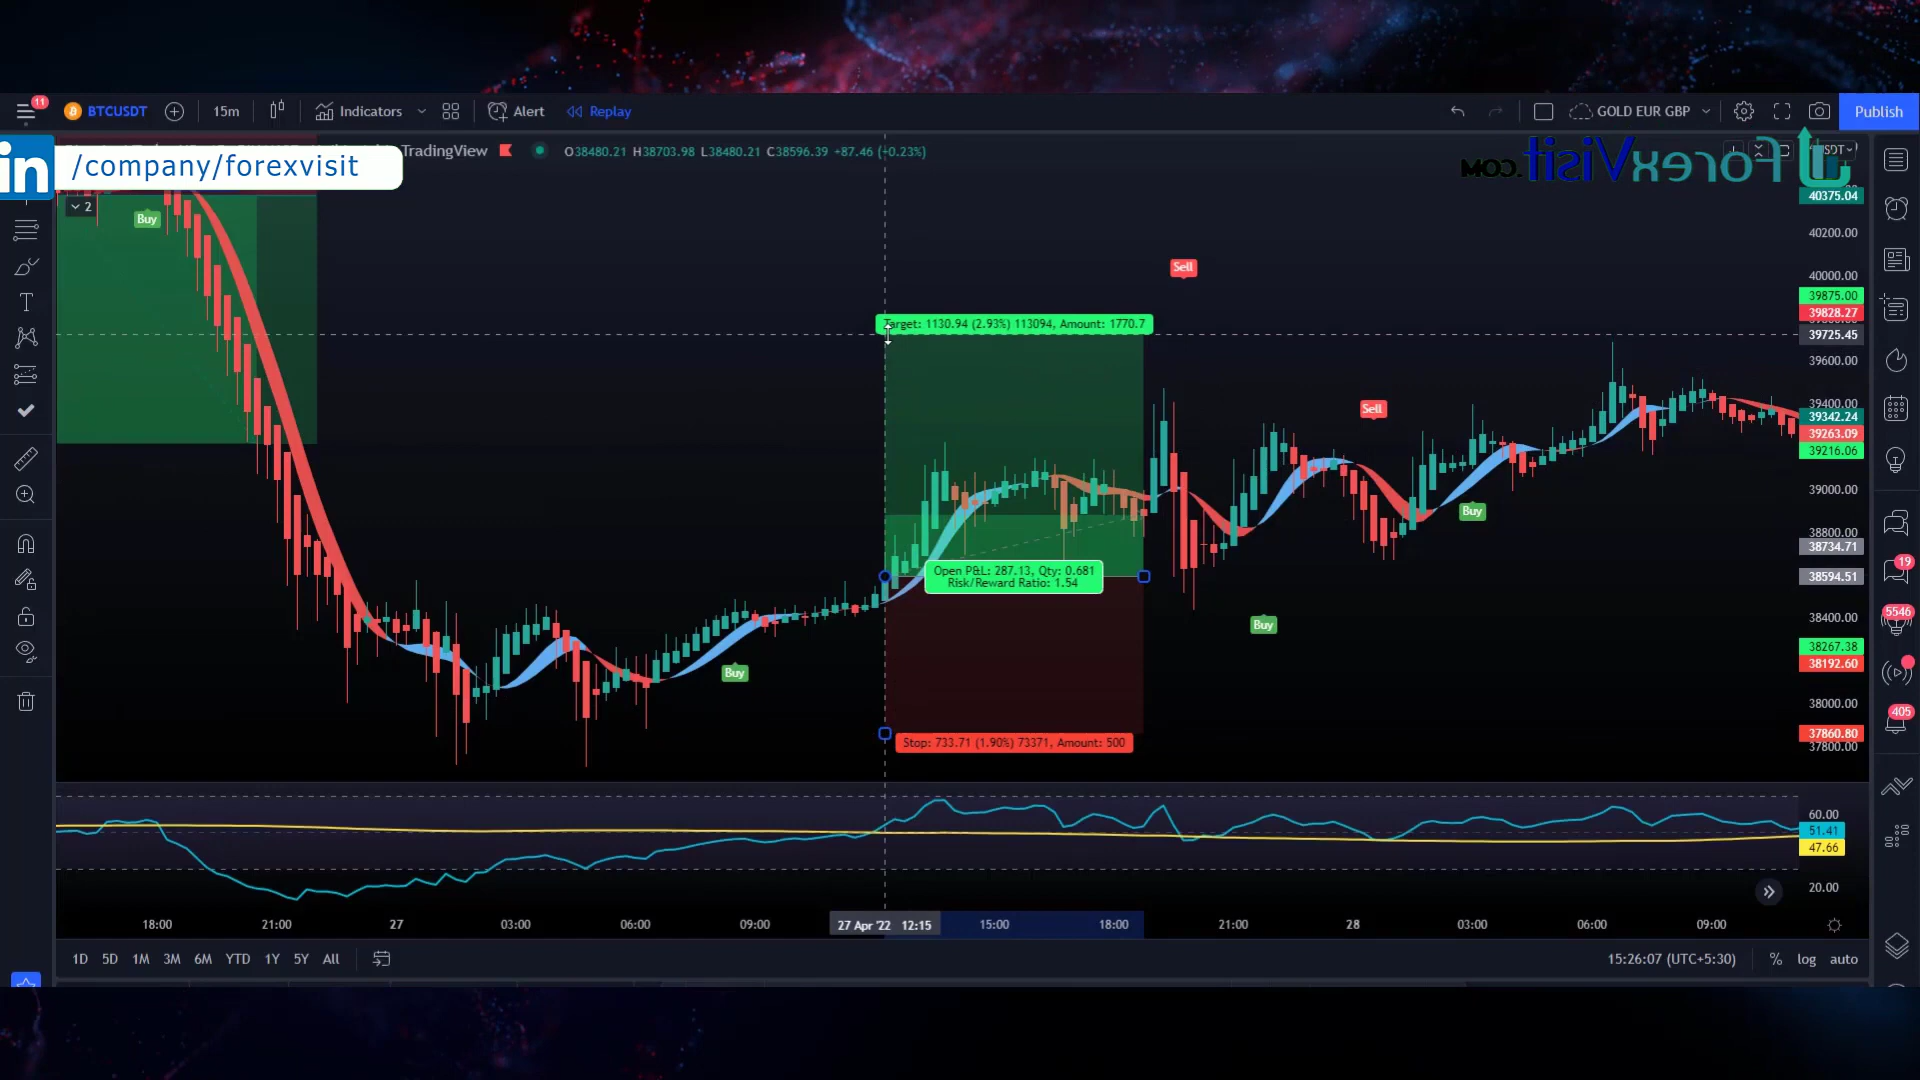 11
BTCUSDT
15m
Indicators
Alert
Replay
GOLD EUR GBP
Publish
in
/company/forexvisit
TradingView
O38480.21 H38703.98 L38480.21 C38596.39 +87.46 (+0.23%)
ForexVisit.COM
2
Buy
40375.04
40200.00
Sell
40000.00
39875.00
39828.27
Target: 1130.94 (2.93%) 113094, Amount: 1770.7
39725.45
39600.00
Sell
39400.00
39342.24
39263.09
39216.06
39000.00
Buy
38800.00
38734.71
Open P&L: 287.13, Qty: 0.681
Risk/Reward Ratio: 1.54
38594.51
19
38400.00
Buy
5546
38267.38
38192.60
Buy
38000.00
405
37860.80
Stop: 733.71 (1.90%) 73371, Amount: 500
37800.00
60.00
51.41
47.66
20.00
18:00
21:00
27
03:00
06:00
09:00
27 Apr '22 12:15
15:00
18:00
21:00
28
03:00
06:00
09:00
1D 5D 1M 3M 6M YTD 1Y 5Y All
15:26:07 (UTC+5:30)
% log auto